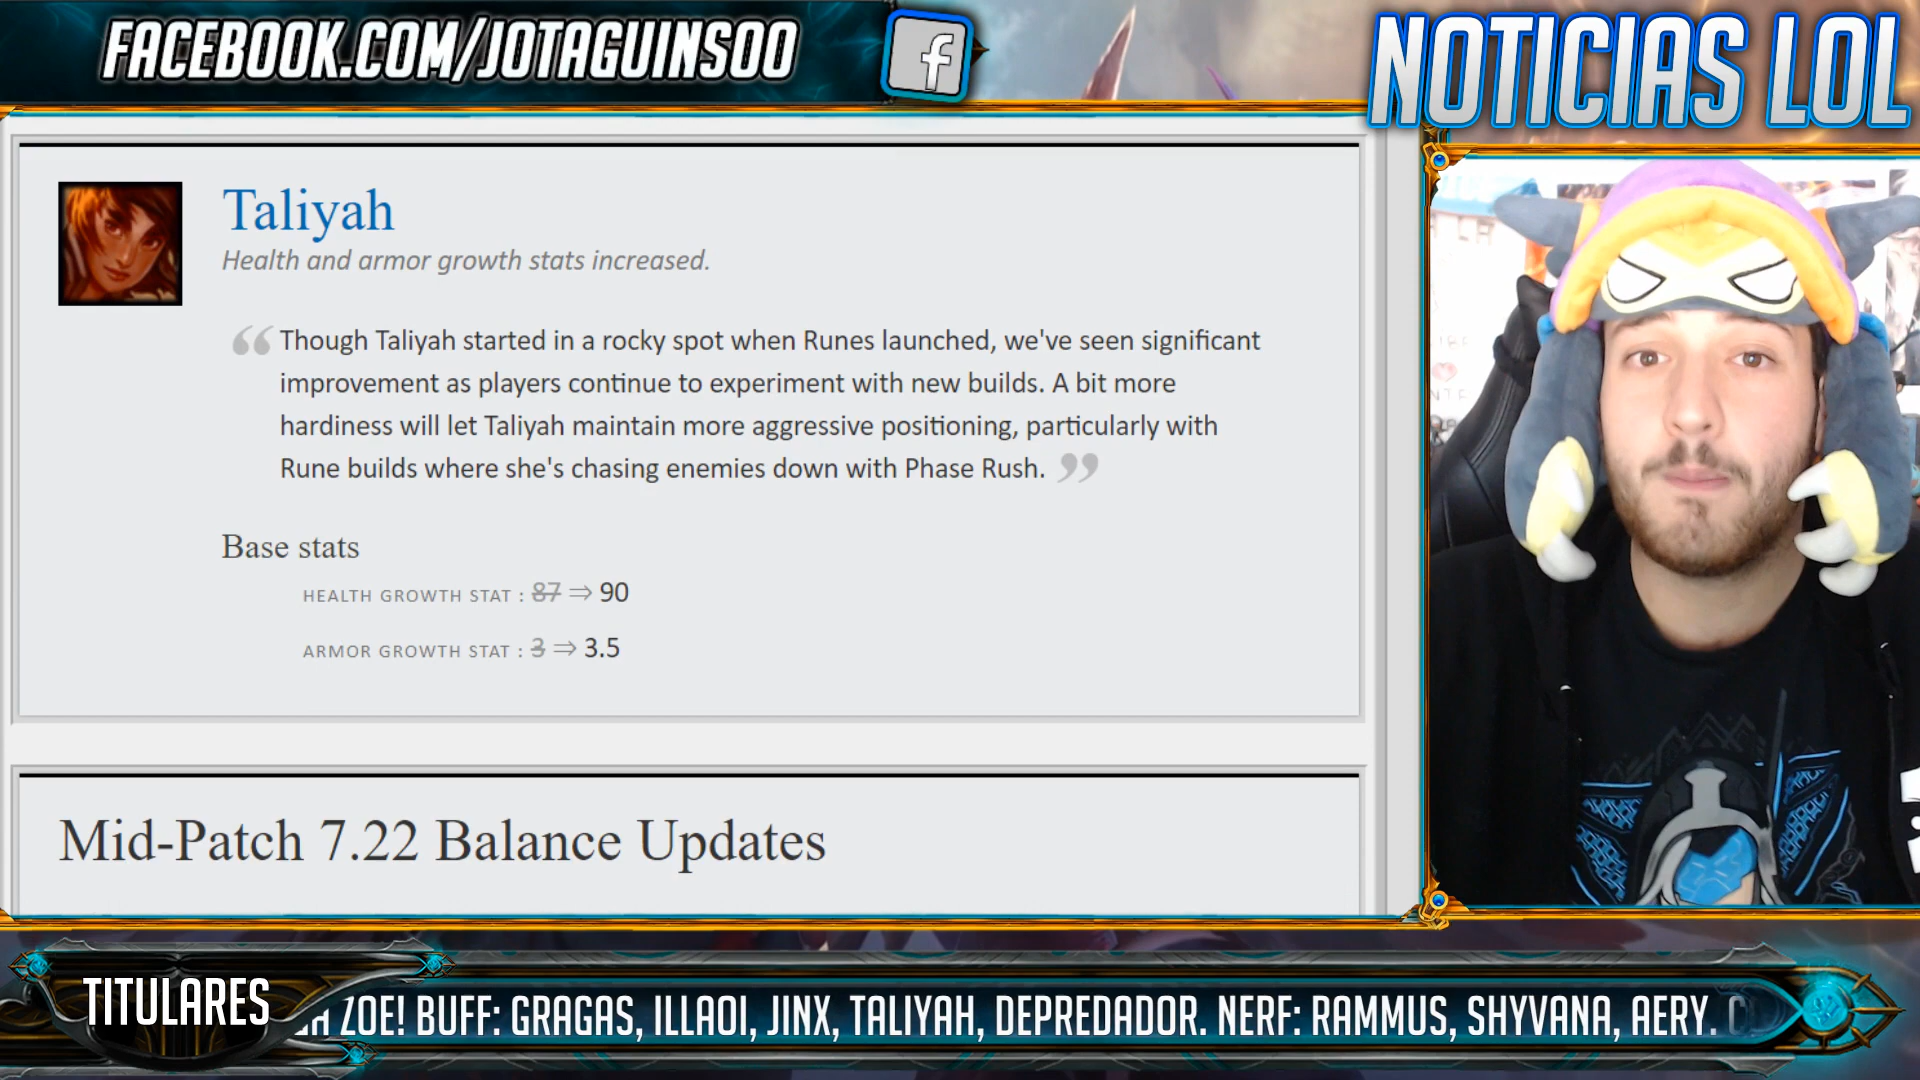 FACEBOOK.COM/JOTAGUINSOO
NOTICIAS LOL
Taliyah
Health and armor growth stats increased.
“Though Taliyah started in a rocky spot when Runes launched, we've seen significant
improvement as players continue to experiment with new builds. A bit more
hardiness will let Taliyah maintain more aggressive positioning, particularly with
Rune builds where she's chasing enemies down with Phase Rush.”
Base stats
HEALTH GROWTH STAT : 87 ⇒ 90
ARMOR GROWTH STAT : 3 ⇒ 3.5
Mid-Patch 7.22 Balance Updates
TITULARES
ZOE! BUFF: GRAGAS, ILLAOI, JINX, TALIYAH, DEPREDADOR. NERF: RAMMUS, SHYVANA, AERY.